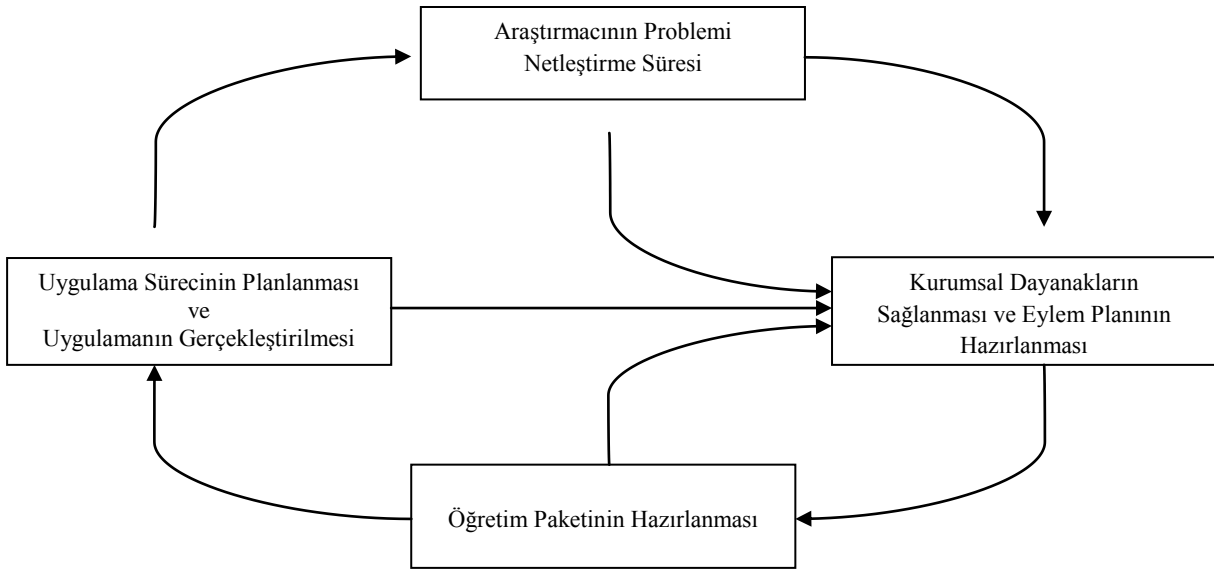 Araştırmacının Problemi
Netleştirme Süresi
Uygulama Sürecinin Planlanması
ve
Uygulamanın Gerçekleştirilmesi
Kurumsal Dayanakların
Sağlanması ve Eylem Planının
Hazırlanması
Öğretim Paketinin Hazırlanması